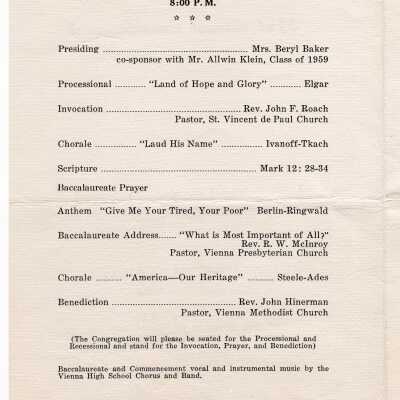 8:00 P.M.
☆ ☆ ☆
Presiding ........................................ Mrs. Beryl Baker
co-sponsor with Mr. Allwin Klein, Class of 1959
Processional ............ "Land of Hope and Glory" ............ Elgar
Invocation ...................................... Rev. John F. Roach
Pastor, St. Vincent de Paul Church
Chorale ................ "Laud His Name" ................ Ivanoff-Tkach
Scripture ............................................ Mark 12: 28-34
Baccalaureate Prayer
Anthem "Give Me Your Tired, Your Poor" Berlin-Ringwald
Baccalaureate Address...... "What is Most Important of All?"
Rev. R. W. McInroy
Pastor, Vienna Presbyterian Church
Chorale .......... "America—Our Heritage" .......... Steele-Ades
Benediction .................................... Rev. John Hinerman
Pastor, Vienna Methodist Church
(The Congregation will please be seated for the Processional and
Recessional and stand for the Invocation, Prayer, and Benediction)
Baccalaureate and Commencement vocal and instrumental music by the
Vienna High School Chorus and Band.